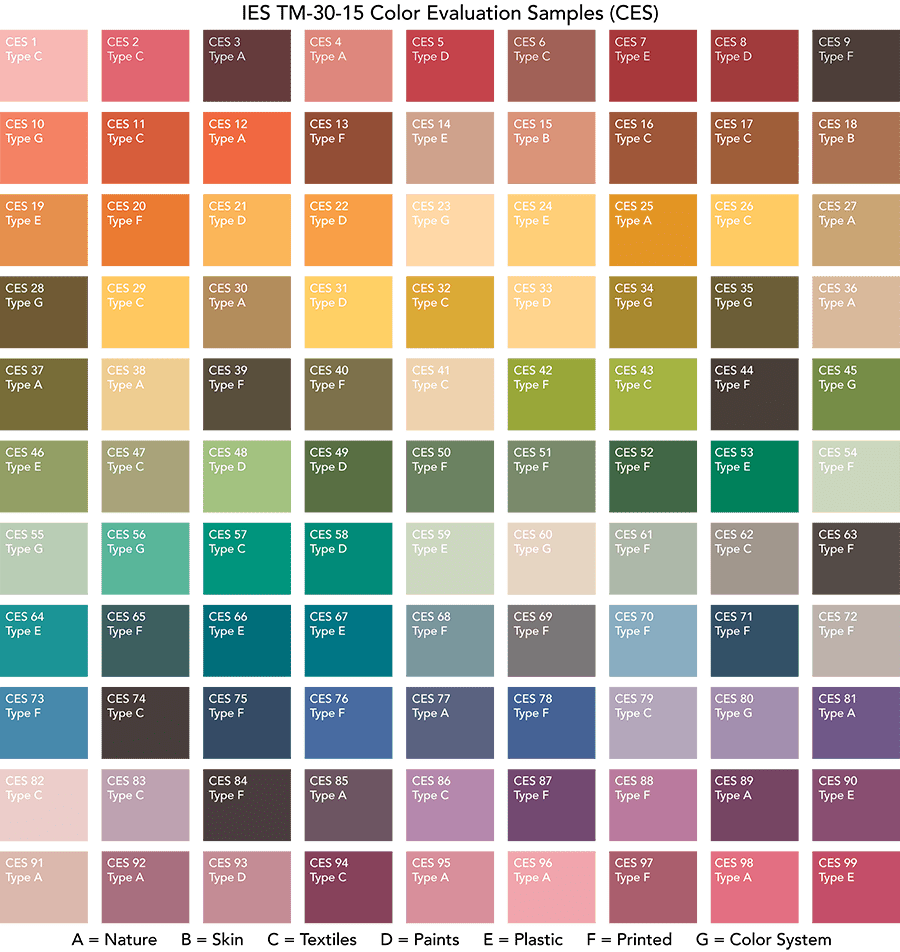 IES TM-30-15 Color Evaluation Samples (CES)
CES 1 CES 2 CES 3 CES 4 CES 5 CES 6 CES 7 CES 8 CES 9
Type C Type C Type A Type A Type D Type C Type E Type D Type F
CES 10 CES 11 CES 12 CES 13 CES 14 CES 15 CES 16 CES 17 CES 18
Type G Type C Type A Type F Type E Type B Type C Type C Type B
CES 19 CES 20 CES 21 CES 22 CES 23 CES 24 CES 25 CES 26 CES 27
Type E Type F Type D Type D Type G Type E Type A Type C Type A
CES 28 CES 29 CES 30 CES 31 CES 32 CES 33 CES 34 CES 35 CES 36
Type G Type C Type A Type D Type C Type D Type G Type G Type A
CES 37 CES 38 CES 39 CES 40 CES 41 CES 42 CES 43 CES 44 CES 45
Type A Type A Type F Type F Type C Type F Type C Type F Type G
CES 46 CES 47 CES 48 CES 49 CES 50 CES 51 CES 52 CES 53 CES 54
Type E Type C Type D Type D Type F Type F Type F Type E Type F
CES 55 CES 56 CES 57 CES 58 CES 59 CES 60 CES 61 CES 62 CES 63
Type G Type G Type C Type D Type E Type G Type F Type C Type F
CES 64 CES 65 CES 66 CES 67 CES 68 CES 69 CES 70 CES 71 CES 72
Type E Type F Type E Type E Type F Type F Type F Type F Type F
CES 73 CES 74 CES 75 CES 76 CES 77 CES 78 CES 79 CES 80 CES 81
Type F Type C Type F Type F Type A Type F Type C Type G Type A
CES 82 CES 83 CES 84 CES 85 CES 86 CES 87 CES 88 CES 89 CES 90
Type C Type C Type F Type A Type C Type F Type F Type A Type E
CES 91 CES 92 CES 93 CES 94 CES 95 CES 96 CES 97 CES 98 CES 99
Type A Type A Type D Type C Type A Type A Type F Type A Type E
A = Nature B = Skin C = Textiles D = Paints E = Plastic F = Printed G = Color System